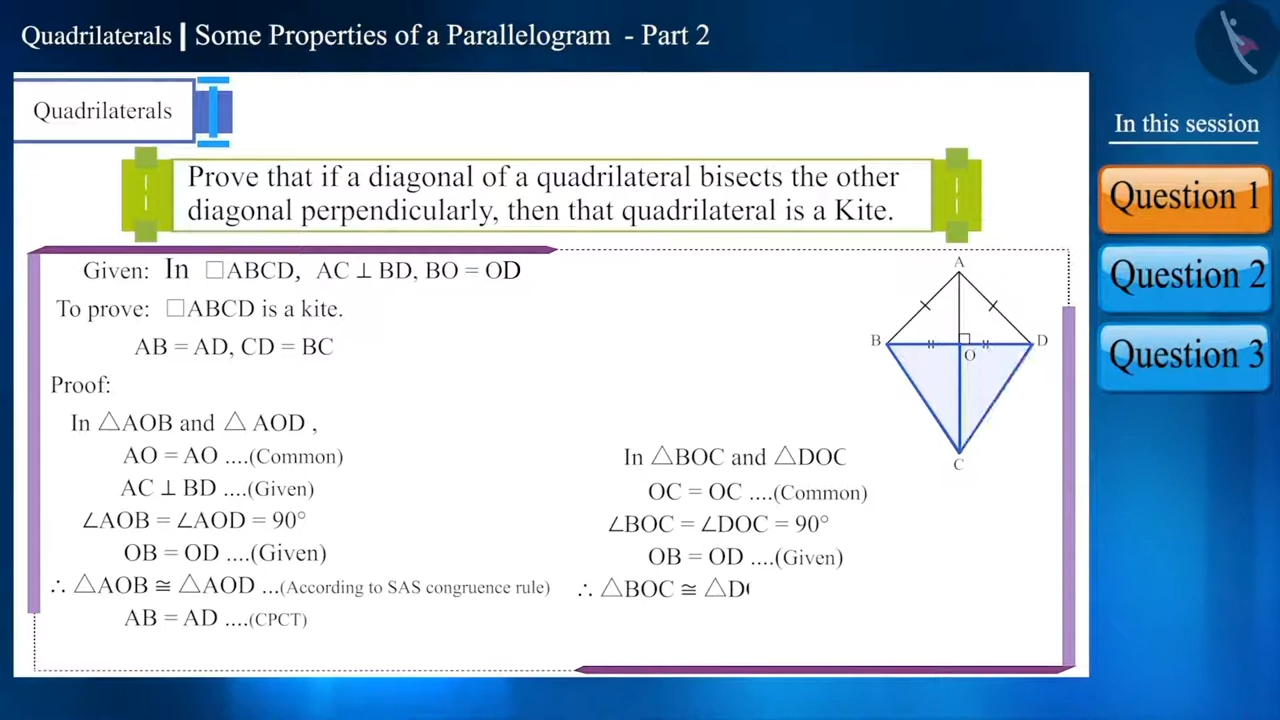 Quadrilaterals | Some Properties of a Parallelogram - Part 2
Quadrilaterals
Prove that if a diagonal of a quadrilateral bisects the other
diagonal perpendicularly, then that quadrilateral is a Kite.
Given: In □ABCD, AC ⊥ BD, BO = OD
To prove: □ABCD is a kite.
AB = AD, CD = BC
Proof:
In △AOB and △ AOD ,
AO = AO ....(Common)
AC ⊥ BD ....(Given)
∠AOB = ∠AOD = 90°
OB = OD ....(Given)
∴ △AOB ≅ △AOD ...(According to SAS congruence rule)
AB = AD ....(CPCT)
In △BOC and △DOC
OC = OC ....(Common)
∠BOC = ∠DOC = 90°
OB = OD ....(Given)
∴ △BOC ≅ △D
A
B
D
O
C
In this session
Question 1
Question 2
Question 3